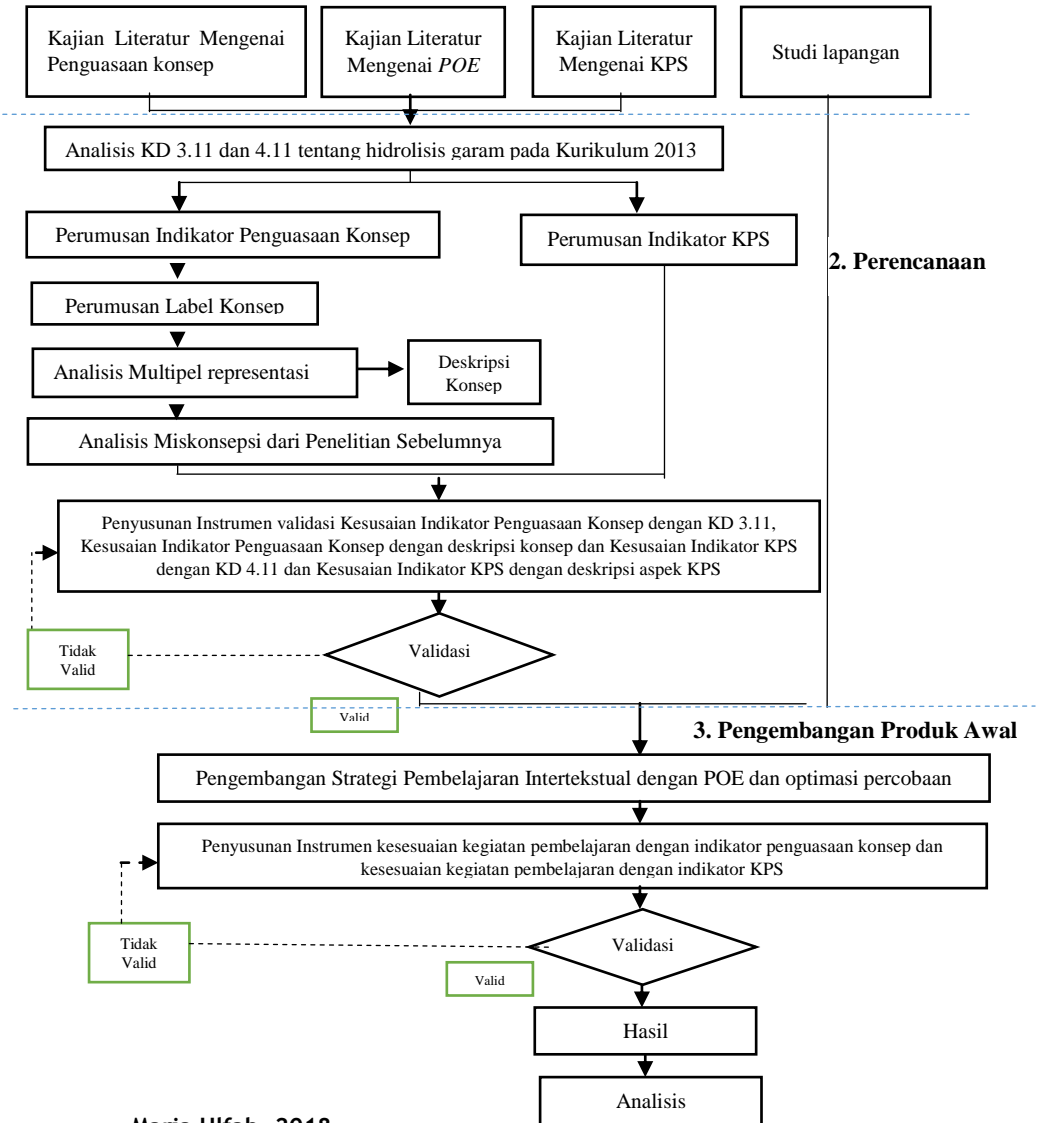 Kajian Literatur Mengenai
Penguasaan konsep
Kajian Literatur
Mengenai POE
Kajian Literatur
Mengenai KPS
Studi lapangan
Analisis KD 3.11 dan 4.11 tentang hidrolisis garam pada Kurikulum 2013
Perumusan Indikator Penguasaan Konsep
Perumusan Indikator KPS
2. Perencanaan
Perumusan Label Konsep
Analisis Multipel representasi
Deskripsi
Konsep
Analisis Miskonsepsi dari Penelitian Sebelumnya
Penyusunan Instrumen validasi Kesusaian Indikator Penguasaan Konsep dengan KD 3.11,
Kesusaian Indikator Penguasaan Konsep dengan deskripsi konsep dan Kesusaian Indikator KPS
dengan KD 4.11 dan Kesusaian Indikator KPS dengan deskripsi aspek KPS
Tidak
Valid
Validasi
Valid
3. Pengembangan Produk Awal
Pengembangan Strategi Pembelajaran Intertekstual dengan POE dan optimasi percobaan
Penyusunan Instrumen kesesuaian kegiatan pembelajaran dengan indikator penguasaan konsep dan
kesesuaian kegiatan pembelajaran dengan indikator KPS
Tidak
Valid
Validasi
Valid
Hasil
Analisis
Maria Ulfah, 2018